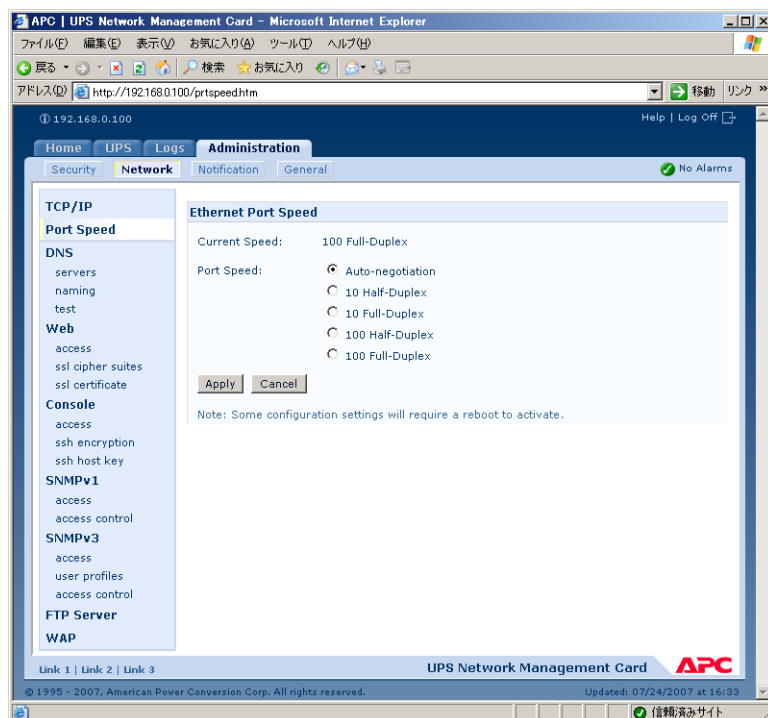 APC | UPS Network Management Card - Microsoft Internet Explorer
ファイル(F) 編集(E) 表示(V) お気に入り(A) ツール(T) ヘルプ(H)
戻る 検索 お気に入り
アドレス(D) http://192.168.0.100/prtspeed.htm 移動 リンク »
192.168.0.100 Help | Log Off
Home UPS Logs Administration
Security Network Notification General No Alarms
TCP/IP
Port Speed
DNS
servers
naming
test
Web
access
ssl cipher suites
ssl certificate
Console
access
ssh encryption
ssh host key
SNMPv1
access
access control
SNMPv3
access
user profiles
access control
FTP Server
WAP
Ethernet Port Speed
Current Speed: 100 Full-Duplex
Port Speed: Auto-negotiation
10 Half-Duplex
10 Full-Duplex
100 Half-Duplex
100 Full-Duplex
Apply Cancel
Note: Some configuration settings will require a reboot to activate.
Link 1 | Link 2 | Link 3 UPS Network Management Card APC
© 1995 - 2007, American Power Conversion Corp. All rights reserved. Updated: 07/24/2007 at 16:33
信頼済みサイト